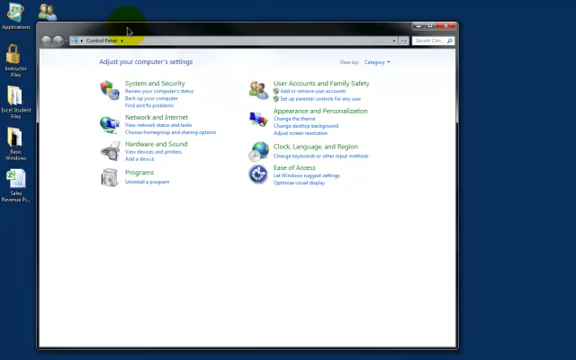 Applications
Control Panel
Instructor
Files
Excel Student
Files
Basic
Windows
Sales
Revenue Pi...
Adjust your computer's settings
View by: Category
System and Security
Review your computer's status
Back up your computer
Find and fix problems
Network and Internet
View network status and tasks
Choose homegroup and sharing options
Hardware and Sound
View devices and printers
Add a device
Programs
Uninstall a program
User Accounts and Family Safety
Add or remove user accounts
Set up parental controls for any user
Appearance and Personalization
Change the theme
Change desktop background
Adjust screen resolution
Clock, Language, and Region
Change keyboards or other input methods
Ease of Access
Let Windows suggest settings
Optimize visual display